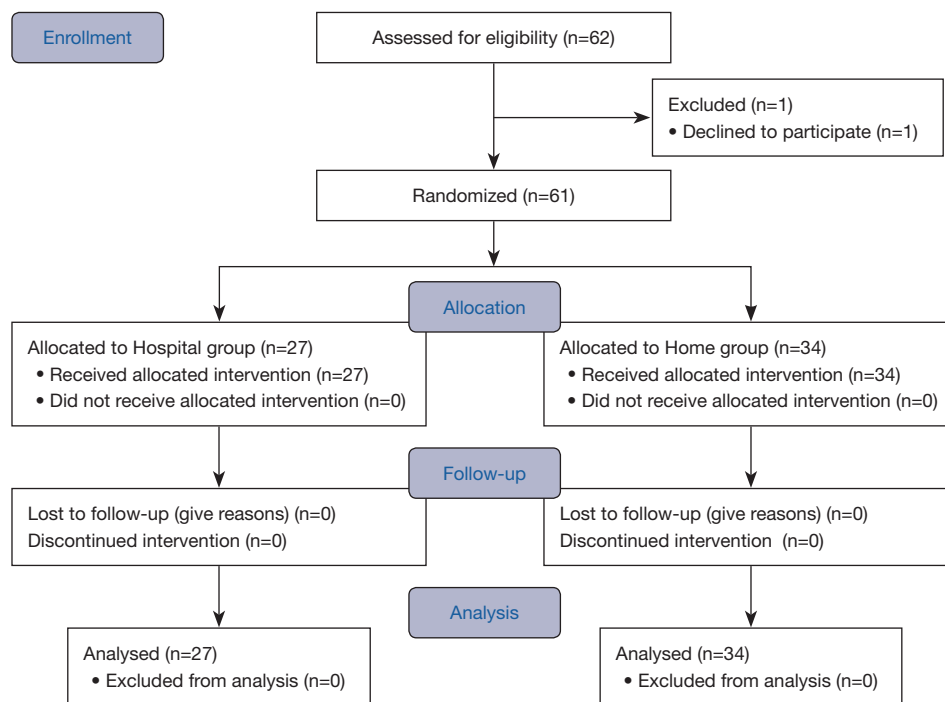 Enrollment
Assessed for eligibility (n=62)
Excluded (n=1)
• Declined to participate (n=1)
Randomized (n=61)
Allocation
Allocated to Hospital group (n=27)
• Received allocated intervention (n=27)
• Did not receive allocated intervention (n=0)
Allocated to Home group (n=34)
• Received allocated intervention (n=34)
• Did not receive allocated intervention (n=0)
Follow-up
Lost to follow-up (give reasons) (n=0)
Discontinued intervention (n=0)
Lost to follow-up (give reasons) (n=0)
Discontinued intervention (n=0)
Analysis
Analysed (n=27)
• Excluded from analysis (n=0)
Analysed (n=34)
• Excluded from analysis (n=0)